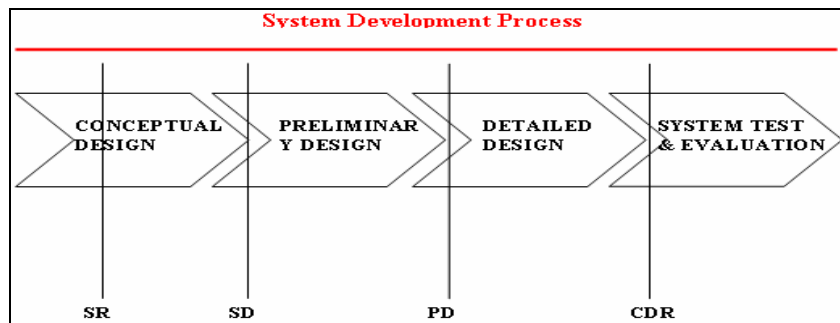 System Development Process
CONCEPTUAL
DESIGN
PRELIMINAR
Y DESIGN
DETAILED
DESIGN
SYSTEM TEST
& EVALUATION
SR
SD
PD
CDR